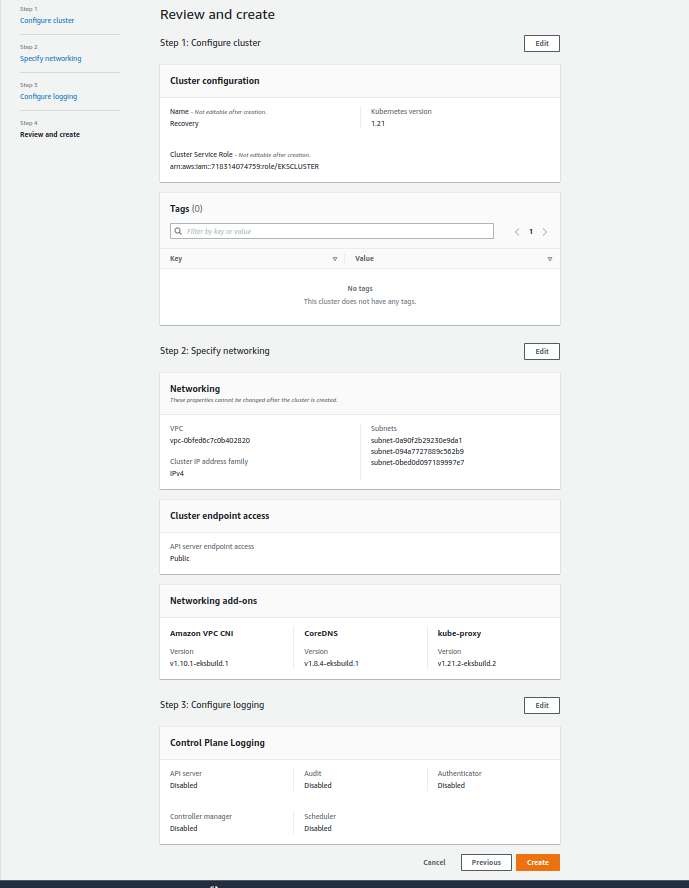 Step 1
Configure cluster
Step 2
Specify networking
Step 3
Configure logging
Step 4
Review and create
Review and create
Step 1: Configure cluster
Edit
Cluster configuration
Name - Not editable after creation.
Recovery
Kubernetes version
1.21
Cluster Service Role - Not editable after creation.
arn:aws:iam::718314074759:role/EKSCLUSTER
Tags (0)
Filter by key or value
1
Key
Value
No tags
This cluster does not have any tags.
Step 2: Specify networking
Edit
Networking
These properties cannot be changed after the cluster is created.
VPC
vpc-0bfed6c7c0b402820
Cluster IP address family
IPv4
Subnets
subnet-0a90f2b29230e9da1
subnet-094a7727889c562b9
subnet-0bed0d097189997e7
Cluster endpoint access
API server endpoint access
Public
Networking add-ons
Amazon VPC CNI
Version
v1.10.1-eksbuild.1
CoreDNS
Version
v1.8.4-eksbuild.1
kube-proxy
Version
v1.21.2-eksbuild.2
Step 3: Configure logging
Edit
Control Plane Logging
API server
Disabled
Audit
Disabled
Authenticator
Disabled
Controller manager
Disabled
Scheduler
Disabled
Cancel
Previous
Create